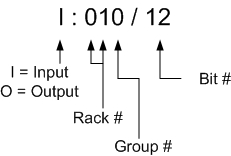 I : 010 / 12
I = Input
O = Output
Bit #
Rack #
Group #